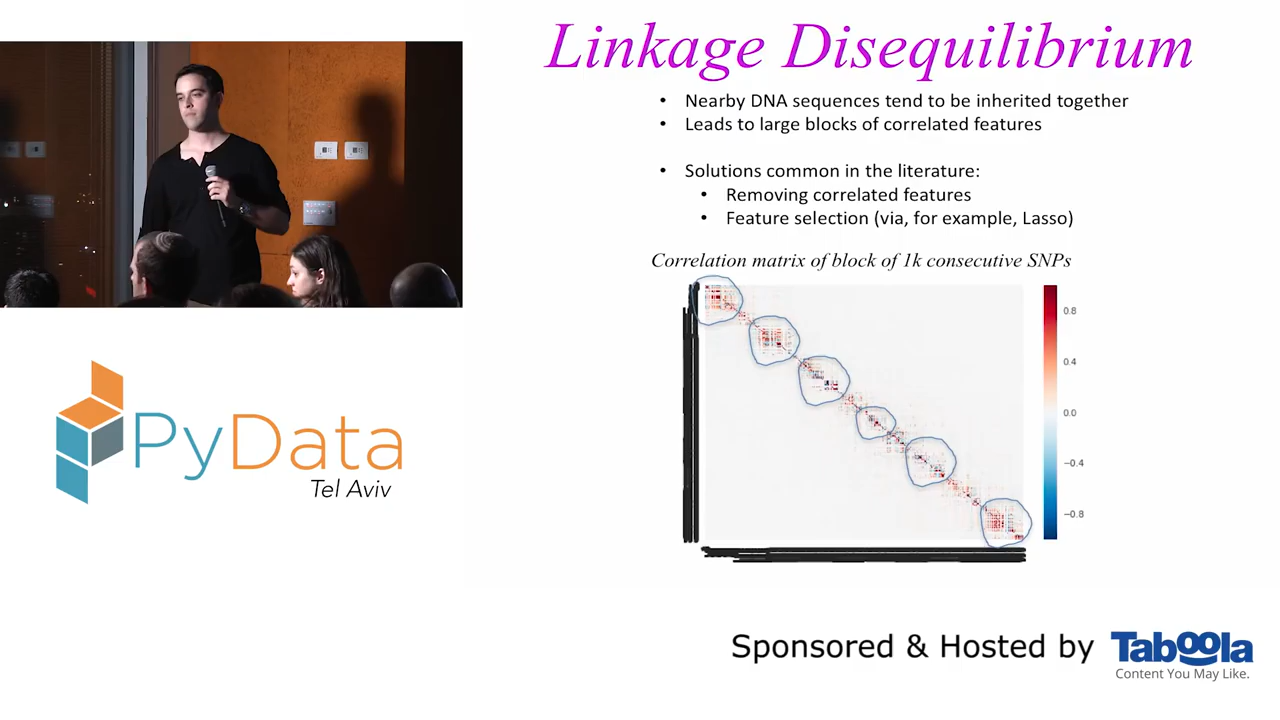 Linkage Disequilibrium
• Nearby DNA sequences tend to be inherited together
• Leads to large blocks of correlated features
• Solutions common in the literature:
• Removing correlated features
• Feature selection (via, for example, Lasso)
Correlation matrix of block of 1k consecutive SNPs
0.8
0.4
0.0
−0.4
−0.8
PyData
Tel Aviv
Sponsored & Hosted by Taboola
Content You May Like.